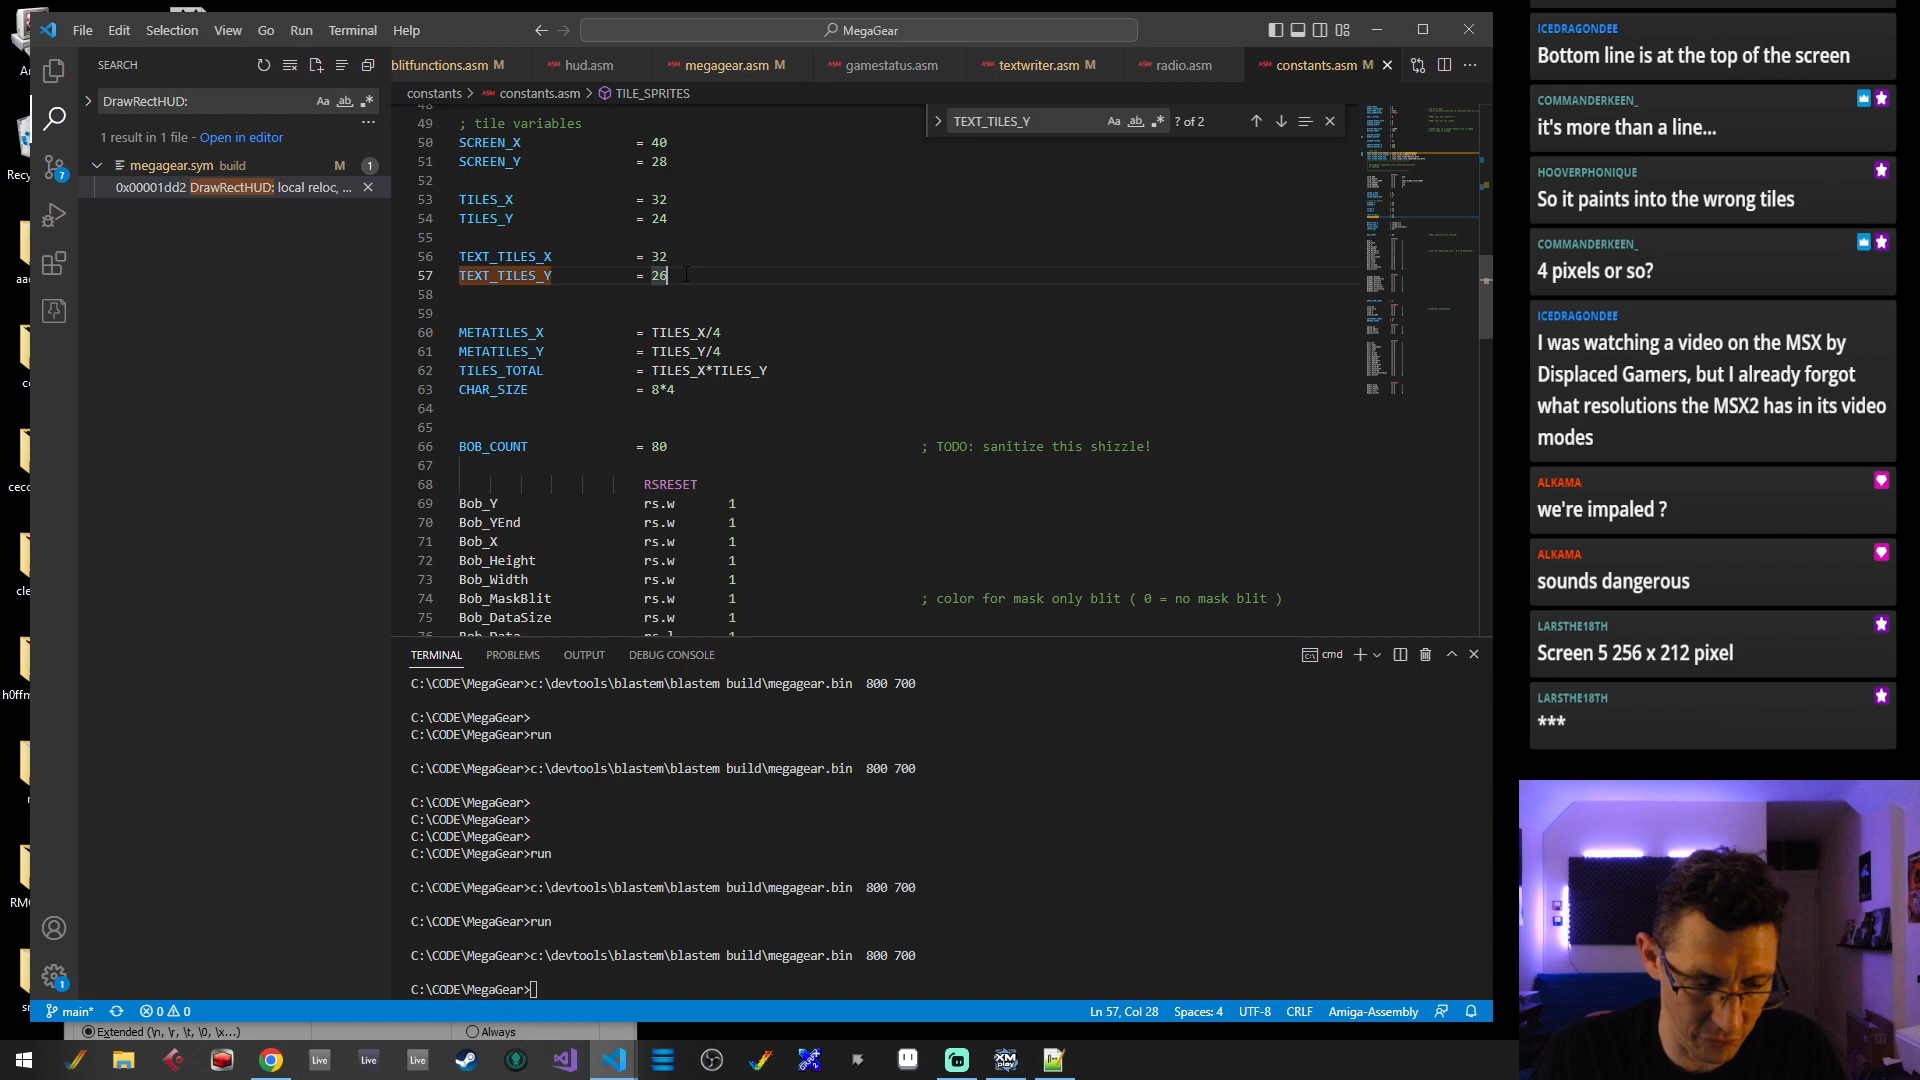 File Edit Selection View Go Run Terminal Help
MegaGear
SEARCH
DrawRectHUD:
1 result in 1 file - Open in editor
megagear.sym build M 1
0x00001dd2 DrawRectHUD: local reloc, ...
blitfunctions.asm M
hud.asm
megagear.asm M
gamestatus.asm
textwriter.asm M
radio.asm
constants.asm M
constants > constants.asm > TILE_SPRITES
TEXT_TILES_Y
? of 2
48
49 ; tile variables
50 SCREEN_X = 40
51 SCREEN_Y = 28
52
53 TILES_X = 32
54 TILES_Y = 24
55
56 TEXT_TILES_X = 32
57 TEXT_TILES_Y = 26
58
59
60 METATILES_X = TILES_X/4
61 METATILES_Y = TILES_Y/4
62 TILES_TOTAL = TILES_X*TILES_Y
63 CHAR_SIZE = 8*4
64
65
66 BOB_COUNT = 80 ; TODO: sanitize this shizzle!
67
68 RSRESET
69 Bob_Y rs.w 1
70 Bob_YEnd rs.w 1
71 Bob_X rs.w 1
72 Bob_Height rs.w 1
73 Bob_Width rs.w 1
74 Bob_MaskBlit rs.w 1 ; color for mask only blit ( 0 = no mask blit )
75 Bob_DataSize rs.w 1
76 Bob_Data rs.l 1
TERMINAL PROBLEMS OUTPUT DEBUG CONSOLE
cmd
C:\CODE\MegaGear>c:\devtools\blastem\blastem build\megagear.bin 800 700
C:\CODE\MegaGear>
C:\CODE\MegaGear>run
C:\CODE\MegaGear>c:\devtools\blastem\blastem build\megagear.bin 800 700
C:\CODE\MegaGear>
C:\CODE\MegaGear>
C:\CODE\MegaGear>
C:\CODE\MegaGear>run
C:\CODE\MegaGear>c:\devtools\blastem\blastem build\megagear.bin 800 700
C:\CODE\MegaGear>run
C:\CODE\MegaGear>c:\devtools\blastem\blastem build\megagear.bin 800 700
C:\CODE\MegaGear>
main* 0 0
Ln 57, Col 28 Spaces: 4 UTF-8 CRLF Amiga-Assembly
Extended (\n, \r, \t, \0, \x...)
Always
Live Live Live
ICEDRAGONDEE
Bottom line is at the top of the screen
COMMANDERKEEN_
it's more than a line...
HOOVERPHONIQUE
So it paints into the wrong tiles
COMMANDERKEEN_
4 pixels or so?
ICEDRAGONDEE
I was watching a video on the MSX by
Displaced Gamers, but I already forgot
what resolutions the MSX2 has in its video
modes
ALKAMA
we're impaled ?
ALKAMA
sounds dangerous
LARSTHE18TH
Screen 5 256 x 212 pixel
LARSTHE18TH
***